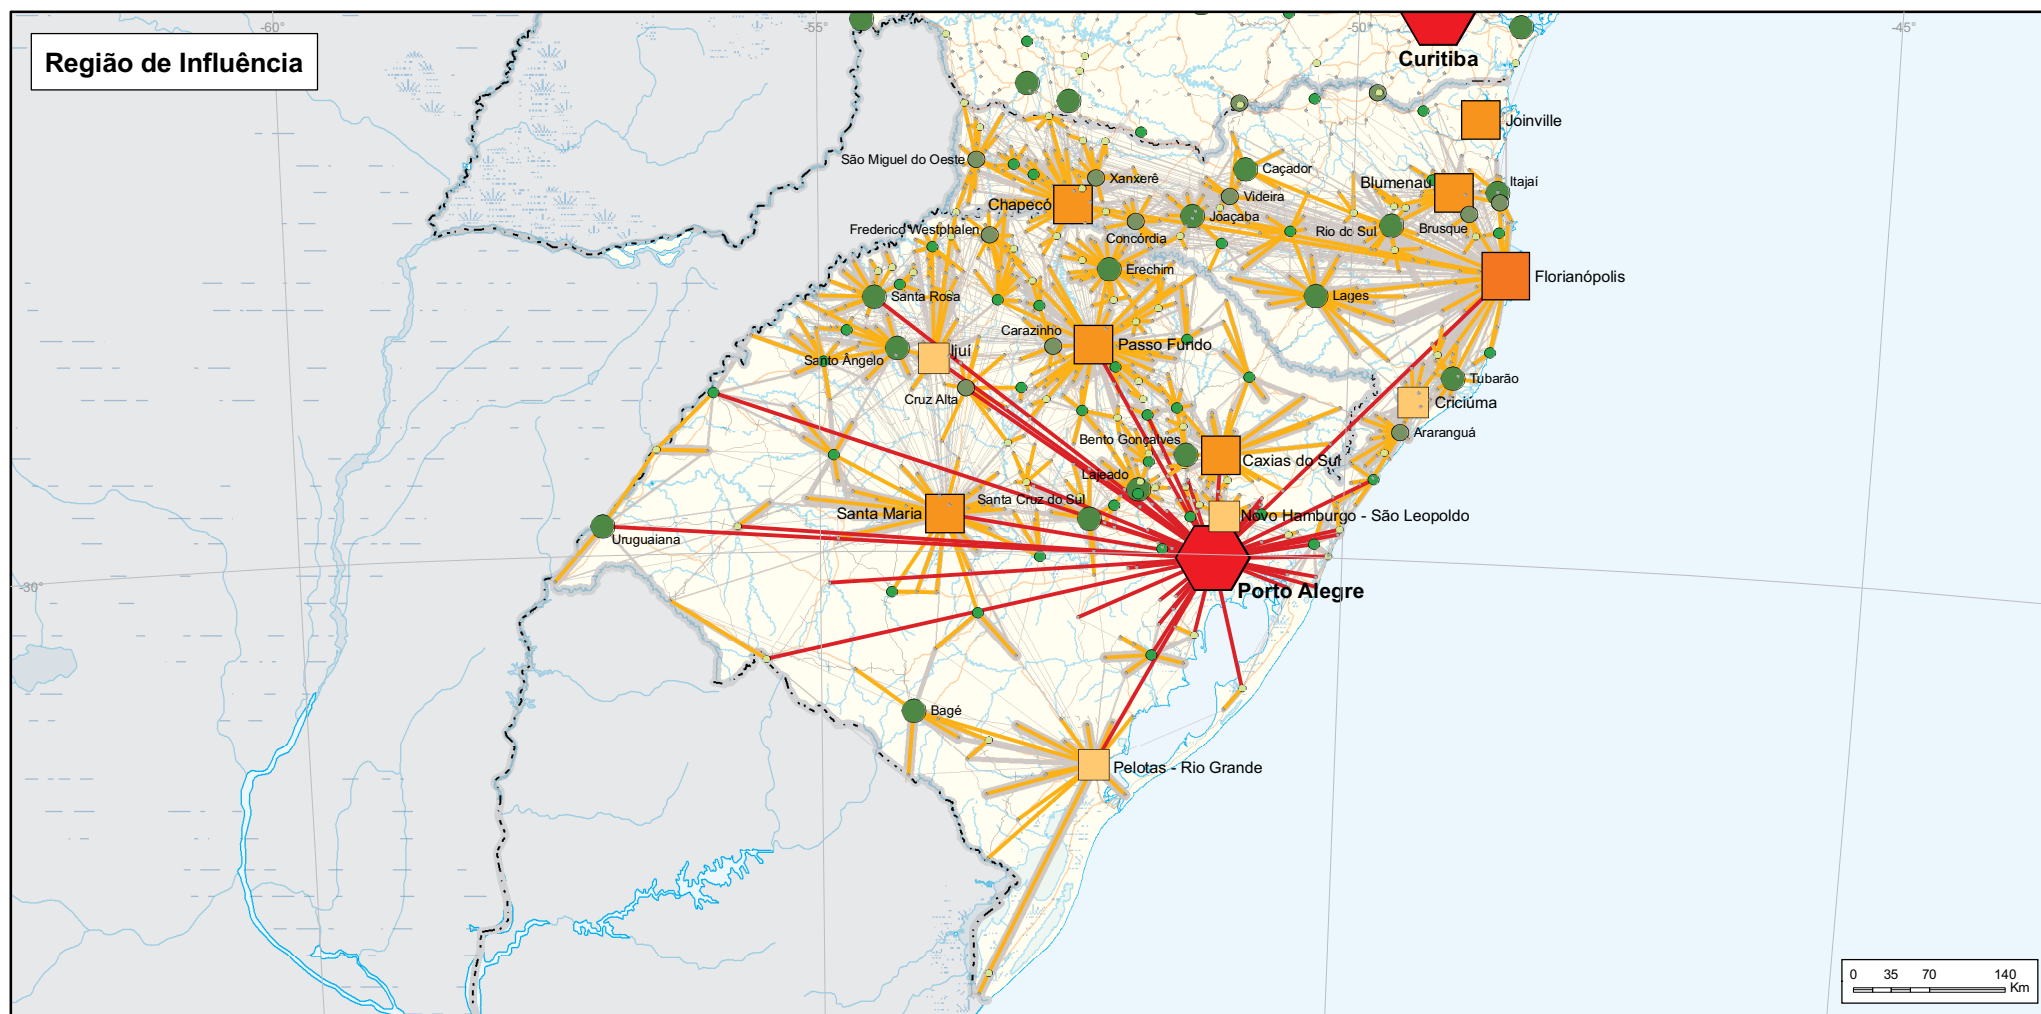 -60°
-55°
-50°
-45°
Região de Influência
Curitiba
Joinville
São Miguel do Oeste
Xanxerê
Caçador
Blumenau
Itajaí
Chapecó
Videira
Joaçaba
Frederico Westphalen
Concórdia
Rio do Sul
Brusque
Erechim
Florianópolis
Santa Rosa
Lages
Carazinho
Passo Fundo
Ijuí
Santo Ângelo
Tubarão
Cruz Alta
Criciúma
Araranguá
Bento Gonçalves
Caxias do Sul
Lajeado
Santa Cruz do Sul
Santa Maria
Novo Hamburgo - São Leopoldo
Uruguaiana
-30°
Porto Alegre
Bagé
Pelotas - Rio Grande
0 35 70 140
Km